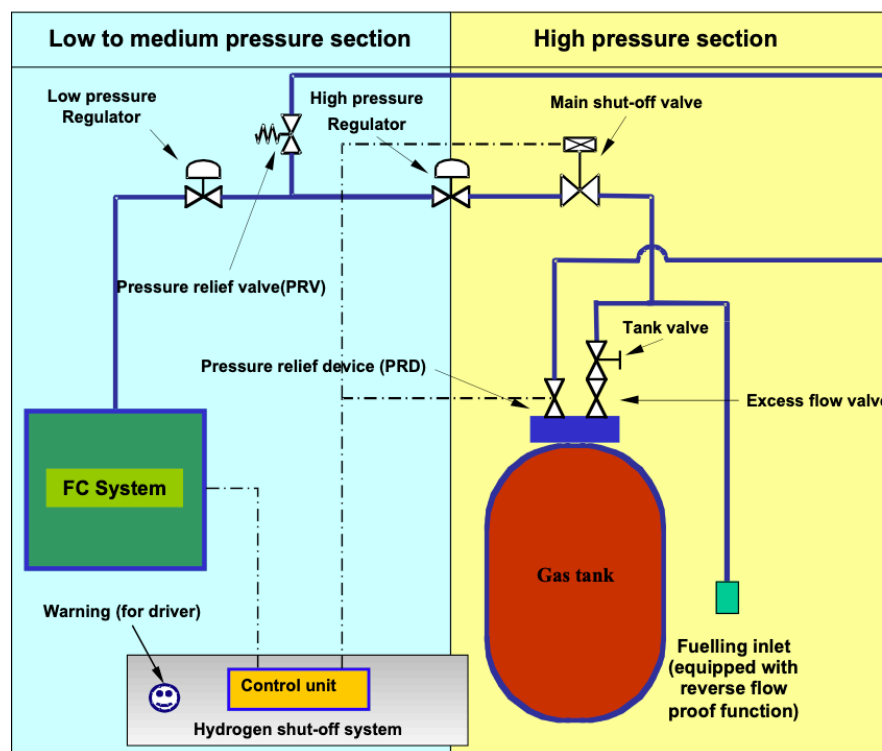 Low to medium pressure section
High pressure section
Low pressure
Regulator
High pressure
Regulator
Main shut-off valve
Pressure relief valve(PRV)
Tank valve
Pressure relief device (PRD)
Excess flow valve
FC System
Gas tank
Warning (for driver)
Fuelling inlet
(equipped with
reverse flow
proof function)
Control unit
Hydrogen shut-off system